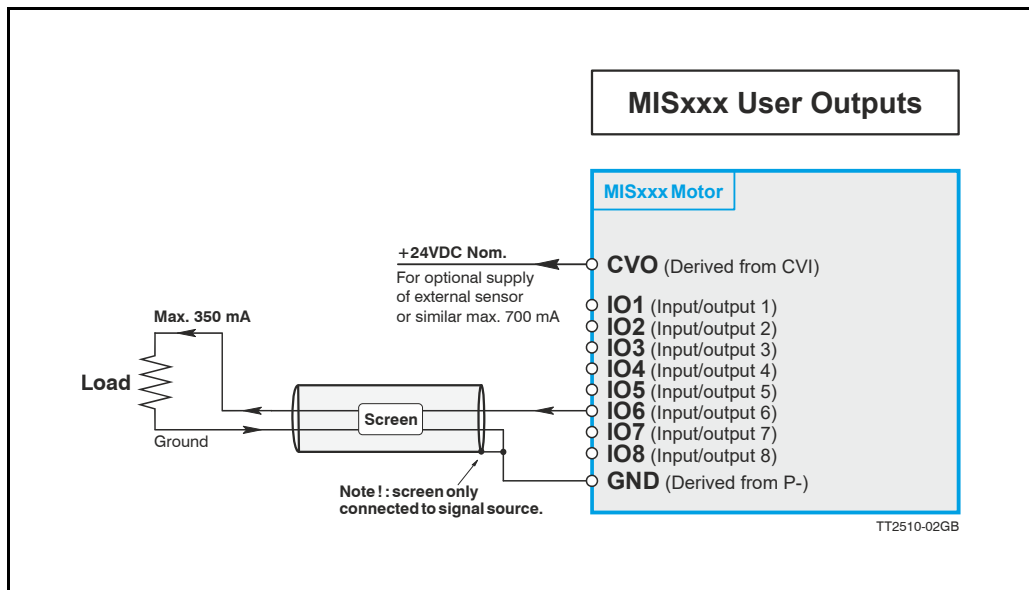 MISxxx User Outputs
MISxxx Motor
+24VDC Nom.
For optional supply
of external sensor
or similar max. 700 mA
CVO (Derived from CVI)
IO1 (Input/output 1)
IO2 (Input/output 2)
IO3 (Input/output 3)
IO4 (Input/output 4)
IO5 (Input/output 5)
IO6 (Input/output 6)
IO7 (Input/output 7)
IO8 (Input/output 8)
GND (Derived from P-)
Max. 350 mA
Load
Ground
Screen
Note! : screen only
connected to signal source.
TT2510-02GB